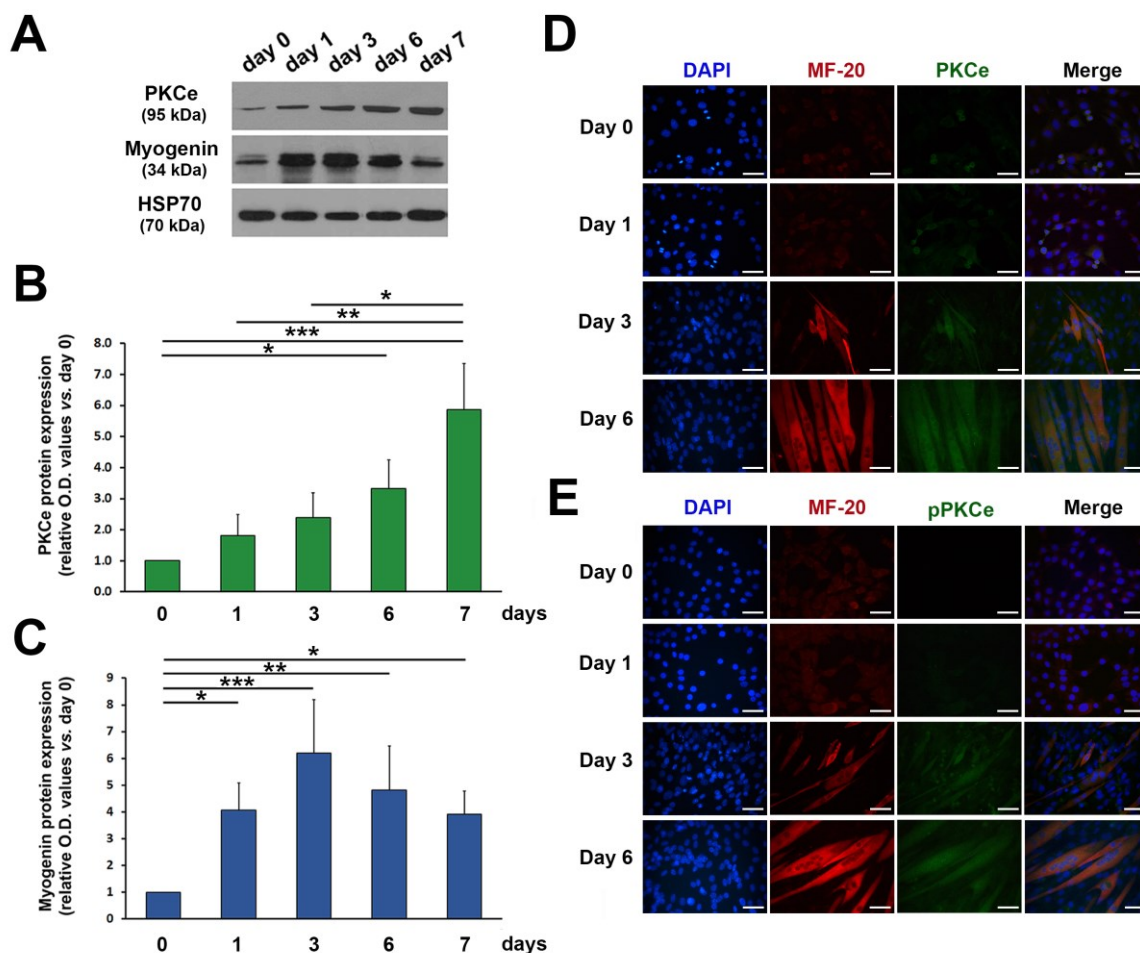 A
day 0 day 1 day 3 day 6 day 7
PKCe
(95 kDa)
Myogenin
(34 kDa)
HSP70
(70 kDa)
B
*
**
***
*
PKCe protein expression
(relative O.D. values vs. day 0)
8.0
7.0
6.0
5.0
4.0
3.0
2.0
1.0
0.0
0 1 3 6 7 days
C
*
**
***
*
Myogenin protein expression
(relative O.D. values vs. day 0)
9
8
7
6
5
4
3
2
1
0
0 1 3 6 7 days
D
DAPI MF-20 PKCe Merge
Day 0
Day 1
Day 3
Day 6
E
DAPI MF-20 pPKCe Merge
Day 0
Day 1
Day 3
Day 6